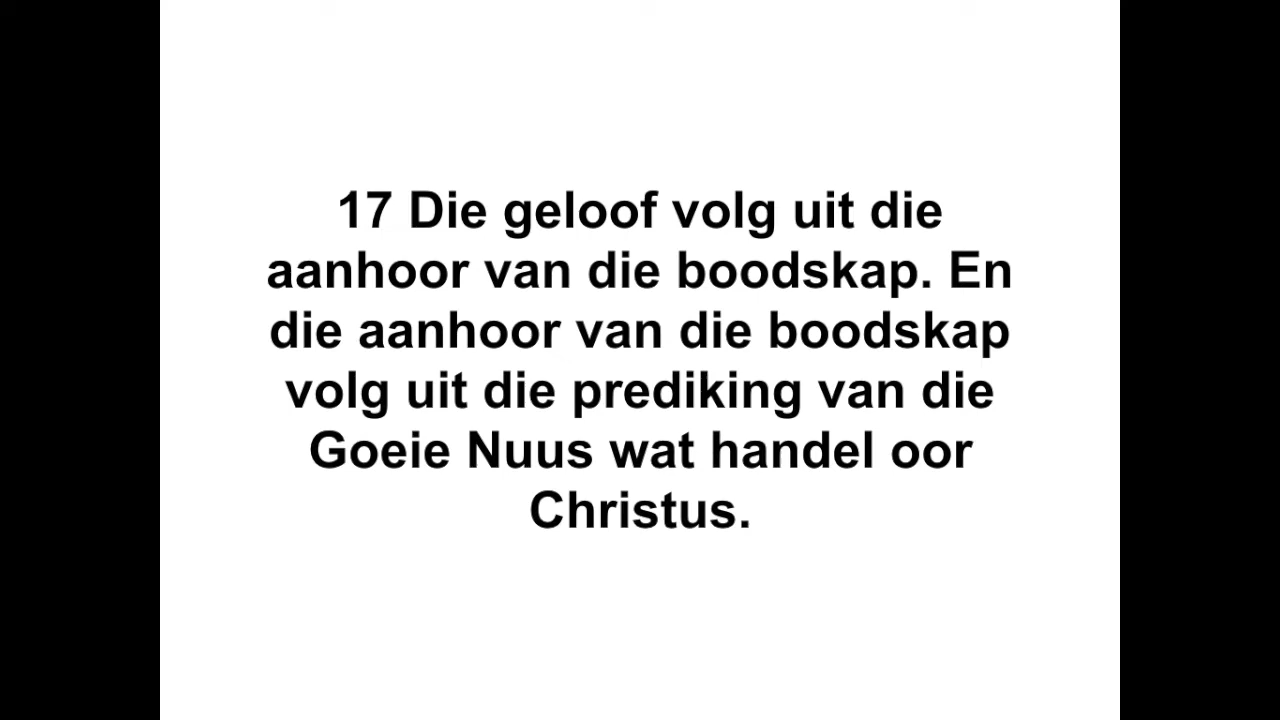 17 Die geloof volg uit die
aanhoor van die boodskap. En
die aanhoor van die boodskap
volg uit die prediking van die
Goeie Nuus wat handel oor
Christus.